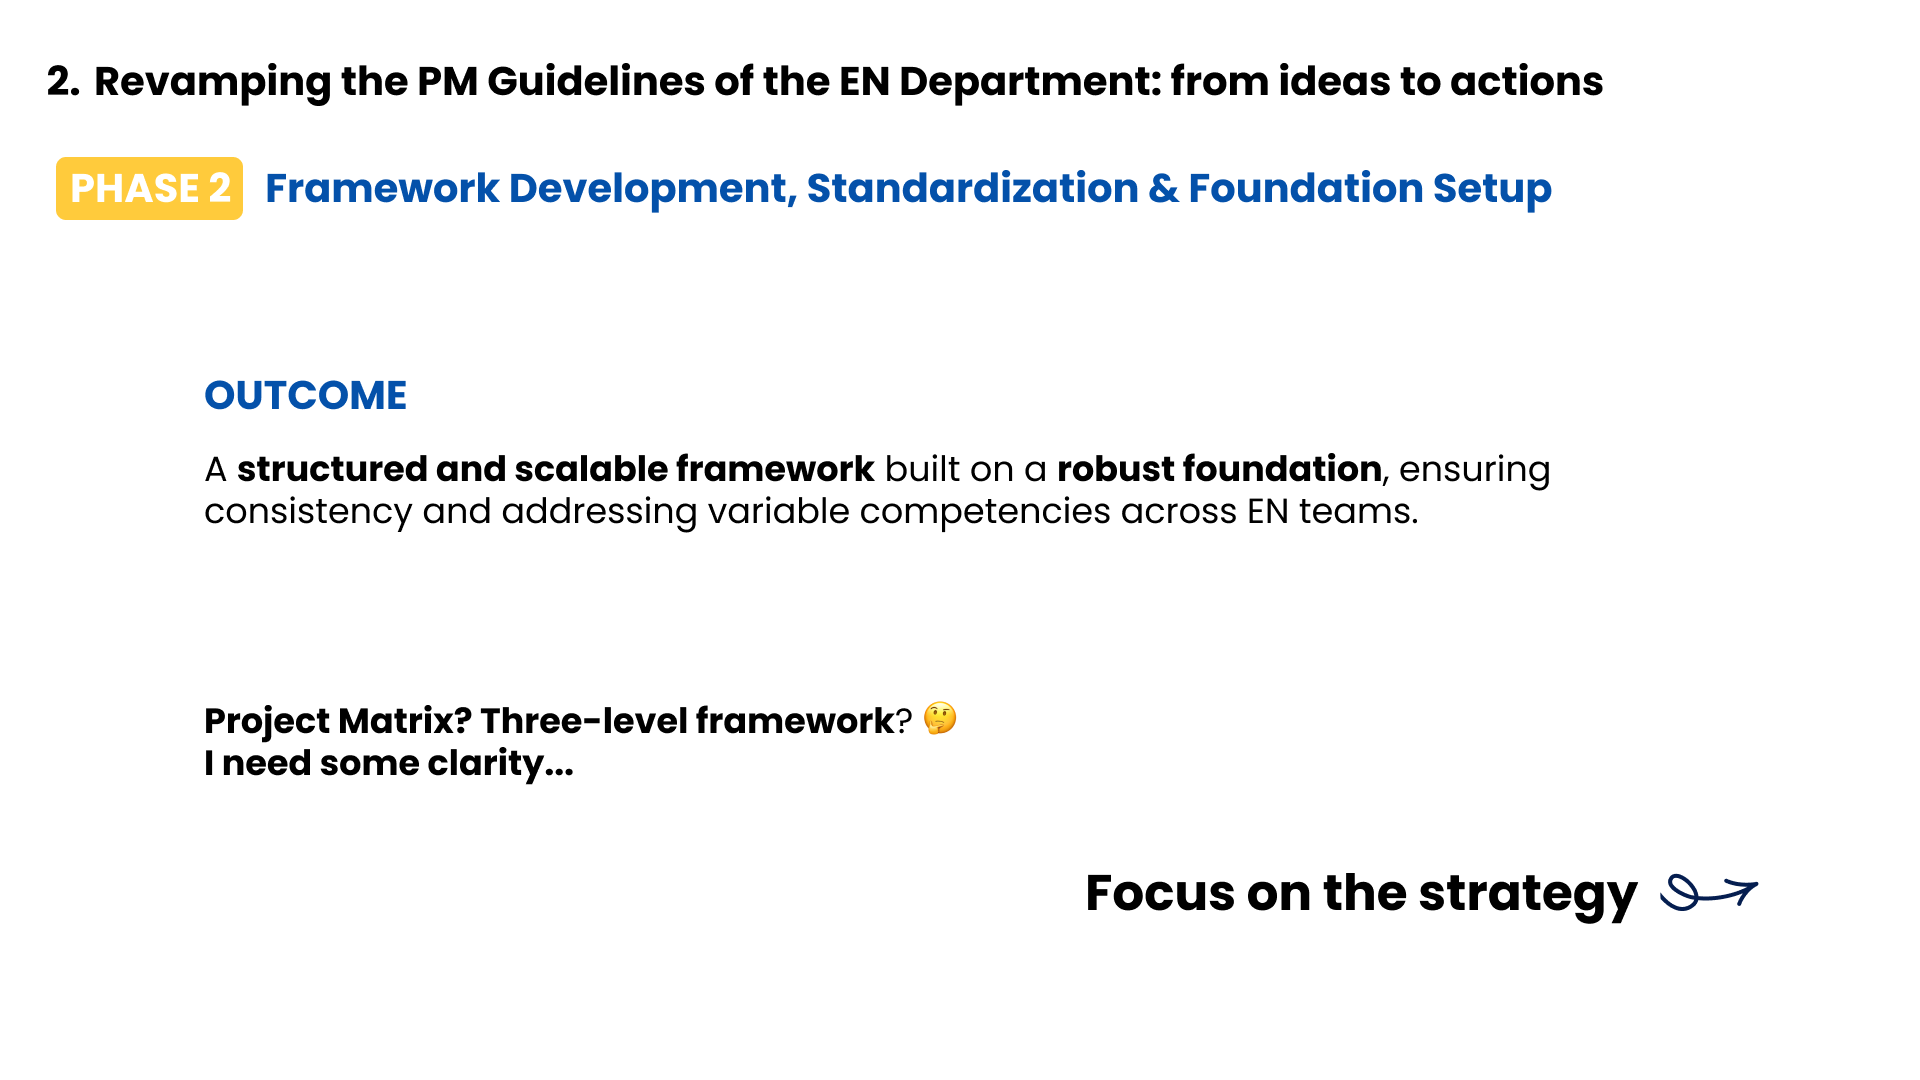 2. Revamping the PM Guidelines of the EN Department: from ideas to actions
PHASE 2 Framework Development, Standardization & Foundation Setup
OUTCOME
A structured and scalable framework built on a robust foundation, ensuring
consistency and addressing variable competencies across EN teams.
Project Matrix? Three-level framework? 🤔
I need some clarity...
Focus on the strategy